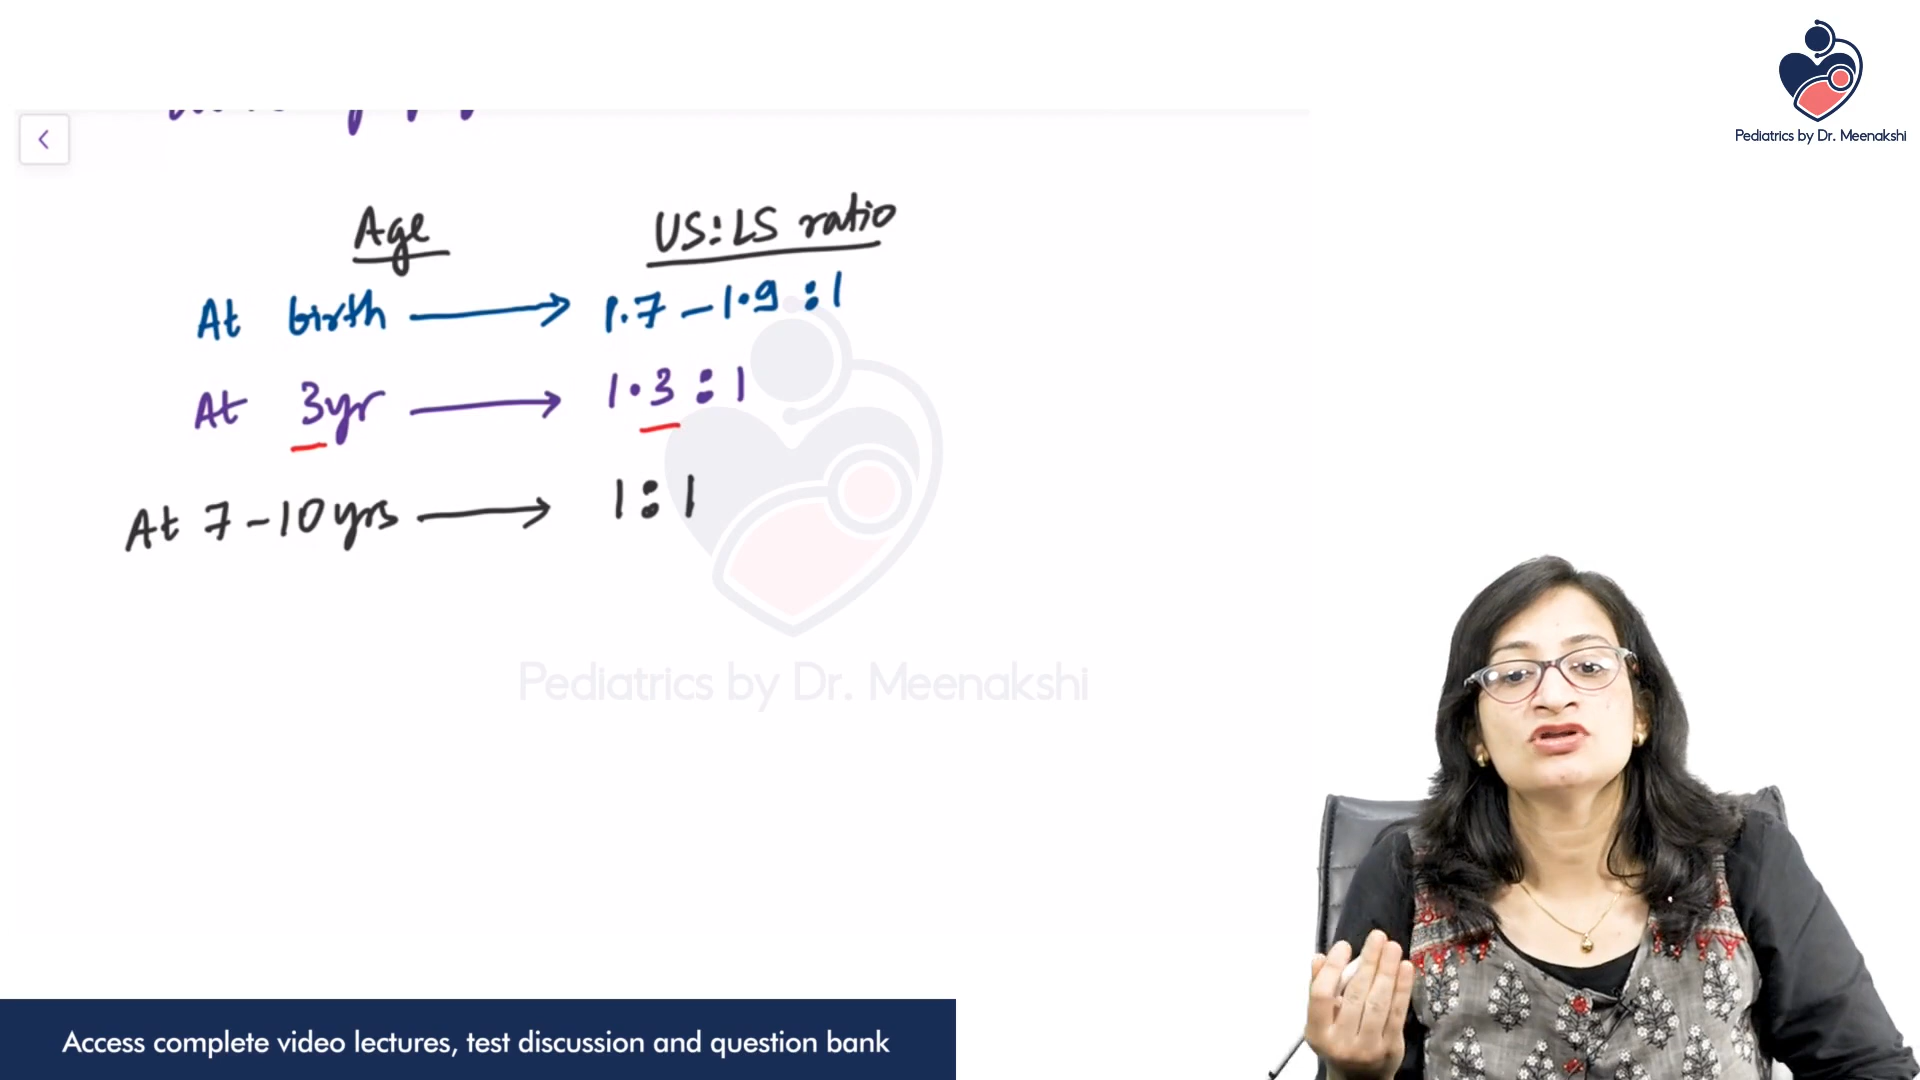 Pediatrics by Dr. Meenakshi
Age US:LS ratio
At birth → 1.7 – 1.9 : 1
At 3yr → 1.3 : 1
At 7-10 yrs → 1 : 1
Pediatrics by Dr. Meenakshi
Access complete video lectures, test discussion and question bank